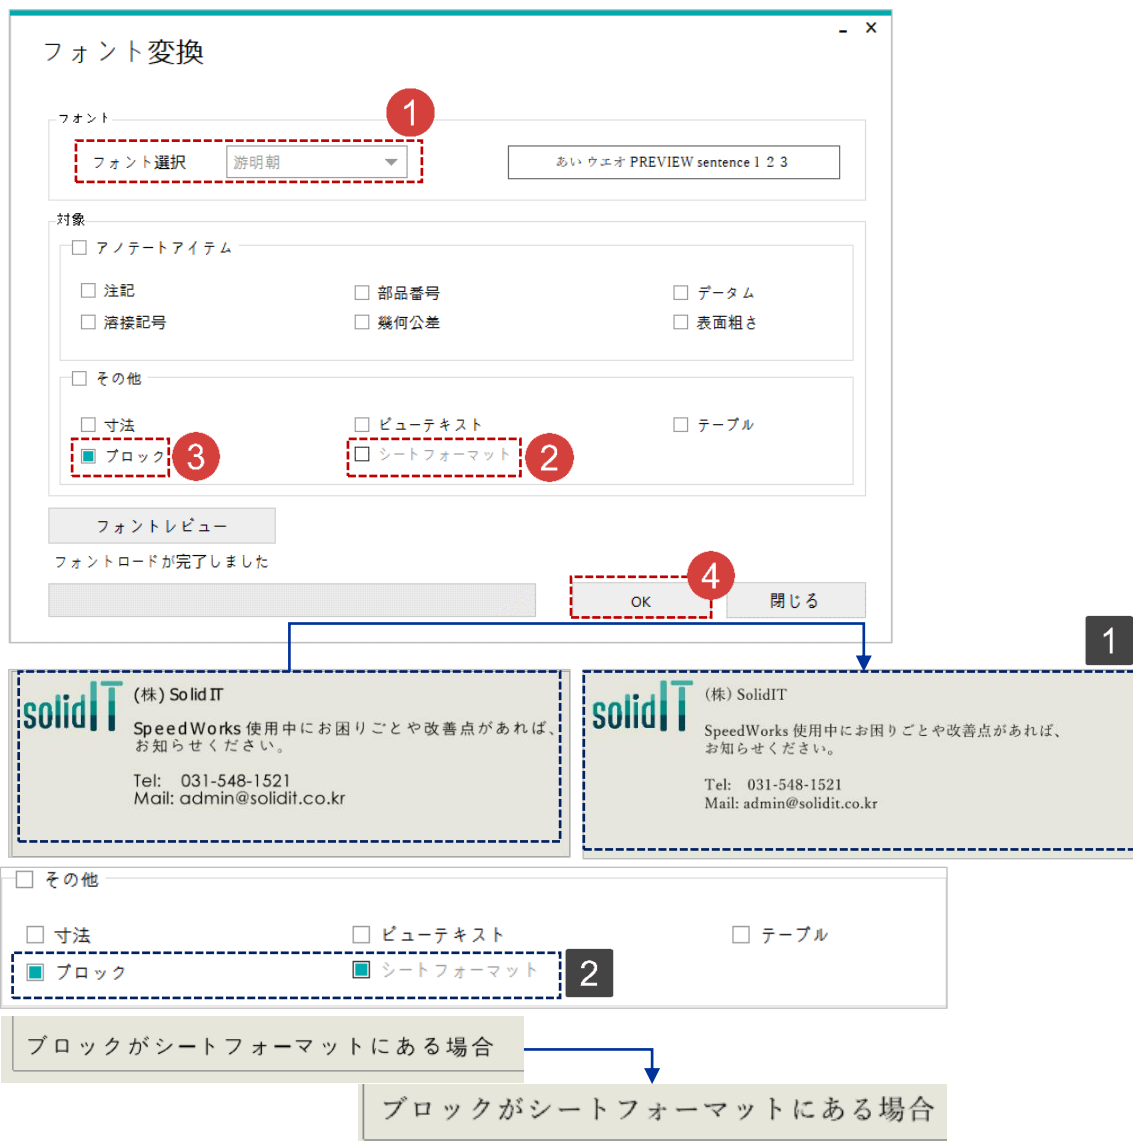 フォント変換
フォント
1
フォント選択 游明朝
あい ウエオ PREVIEW sentence 1 2 3
対象
アノテートアイテム
注記 部品番号 データム
溶接記号 幾何公差 表面粗さ
その他
寸法 ビューテキスト テーブル
ブロック 3 シートフォーマット 2
フォントレビュー
フォントロードが完了しました
4
OK 閉じる
1
solidIT
(株) SolidIT
SpeedWorks 使用中にお困りごとや改善点があれば、
お知らせください。
Tel: 031-548-1521
Mail: admin@solidit.co.kr
solidIT
(株) SolidIT
SpeedWorks 使用中にお困りごとや改善点があれば、
お知らせください。
Tel: 031-548-1521
Mail: admin@solidit.co.kr
その他
寸法 ビューテキスト テーブル
ブロック シートフォーマット 2
ブロックがシートフォーマットにある場合
ブロックがシートフォーマットにある場合